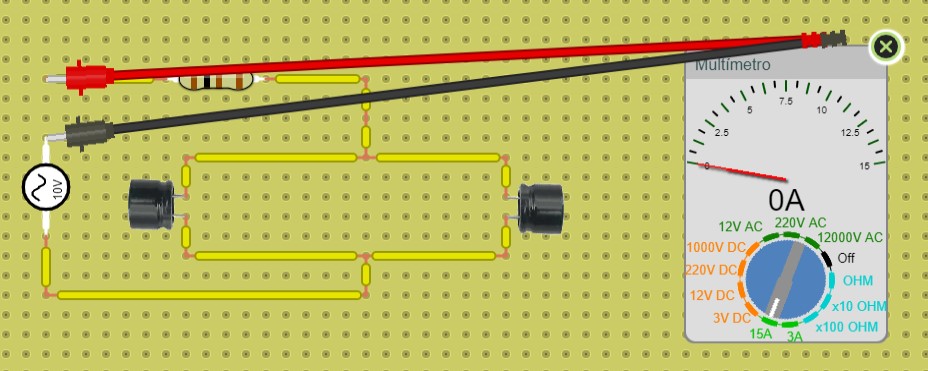 Multímetro
0
2.5
5
7.5
10
12.5
15
0A
10V
12V AC
220V AC
12000V AC
1000V DC
Off
220V DC
OHM
12V DC
x10 OHM
3V DC
x100 OHM
15A
3A